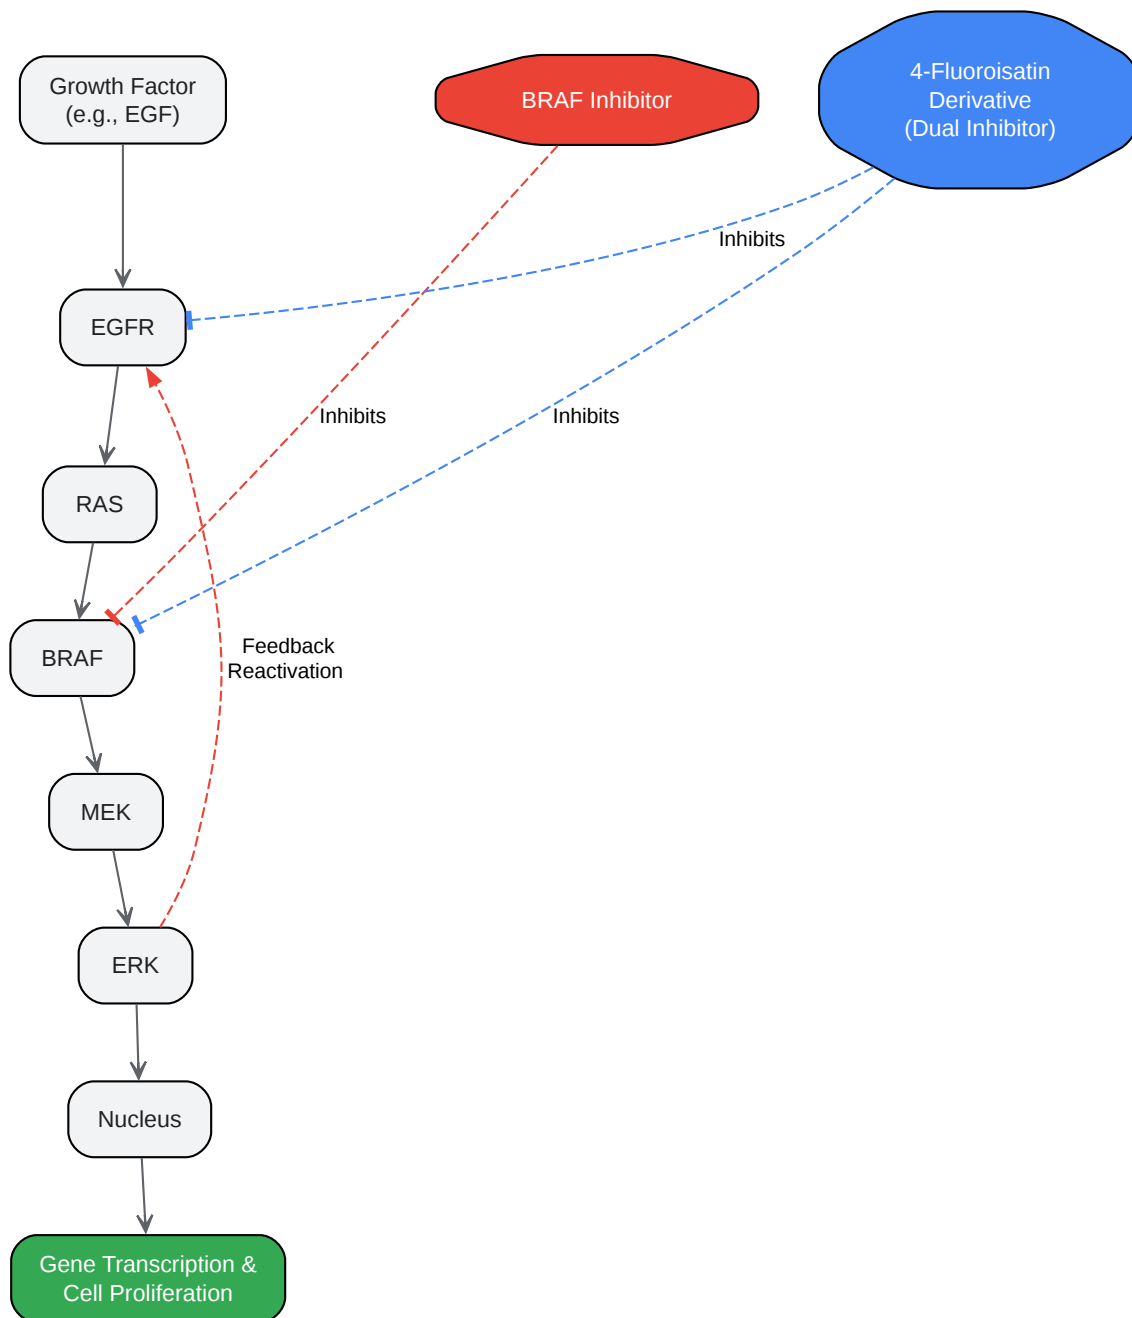 Growth Factor
(e.g., EGF)
BRAF Inhibitor
4-Fluoroisatin
Derivative
(Dual Inhibitor)
Inhibits
EGFR
Inhibits
Inhibits
RAS
BRAF
Feedback
Reactivation
MEK
ERK
Nucleus
Gene Transcription &
Cell Proliferation